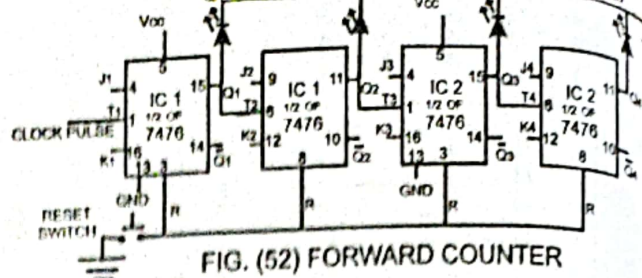 Vcc
Vcc
5
5
J1 4
15 Q1
J2 9
11 Q2
J3 4
15 Q3
J4 9
11
IC 1
1/2 OF
7476
IC 1
1/2 OF
7476
IC 2
1/2 OF
7476
IC 2
1/2 OF
7476
T1 1
T2 6
T3 1
T4 6
CLOCK PULSE
K1 16
14 Q̅1
K2 12
10 Q̅2
K3 16
14 Q̅3
K4 12
10
13 3
8
13 3
8
GND
GND
R
R
R
R
RESET
SWITCH
FIG. (52) FORWARD COUNTER